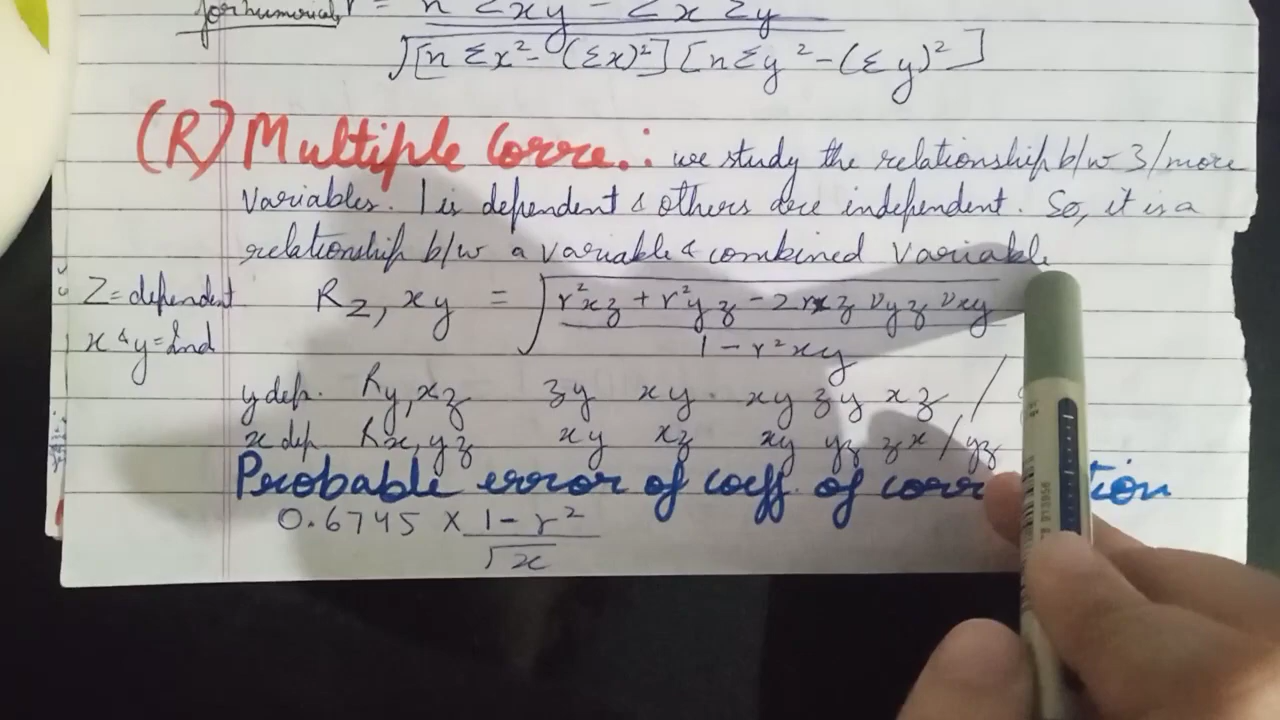 for numericals r = n Σxy - Σx Σy
√[n Σx² - (Σx)²] [n Σy² - (Σy)²]
(R) Multiple Corre. : we study the relationship b/w 3/more
variables. 1 is dependent & others are independent. So, it is a
relationship b/w a variable & combined variable
Z = dependent R z, xy = √r²xz + r²yz - 2rxz ryz rxy
x & y = Ind 1 - r²xy
y dep. Ry, xz zy xy xy zy xz /
x dep Rx, yz xy xz xy yz zx / yz
Probable error of coeff. of corr tion
0.6745 × 1 - r²
√x